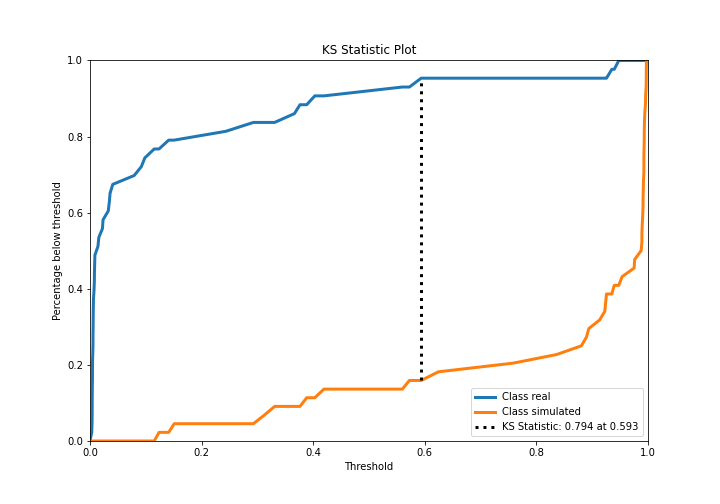 KS Statistic Plot
Percentage below threshold
1.0
0.8
0.6
0.4
0.2
0.0
0.0 0.2 0.4 0.6 0.8 1.0
Threshold
Class real
Class simulated
KS Statistic: 0.794 at 0.593